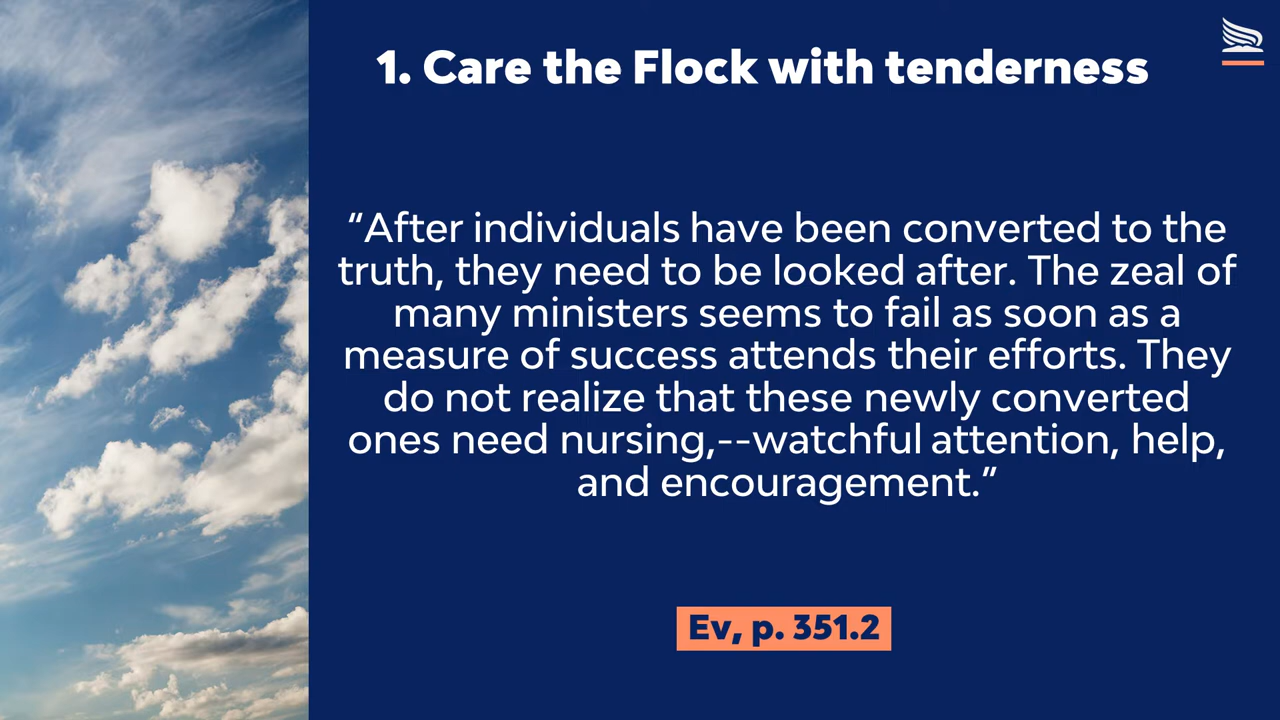 1. Care the Flock with tenderness
“After individuals have been converted to the
truth, they need to be looked after. The zeal of
many ministers seems to fail as soon as a
measure of success attends their efforts. They
do not realize that these newly converted
ones need nursing,--watchful attention, help,
and encouragement.”
Ev, p. 351.2